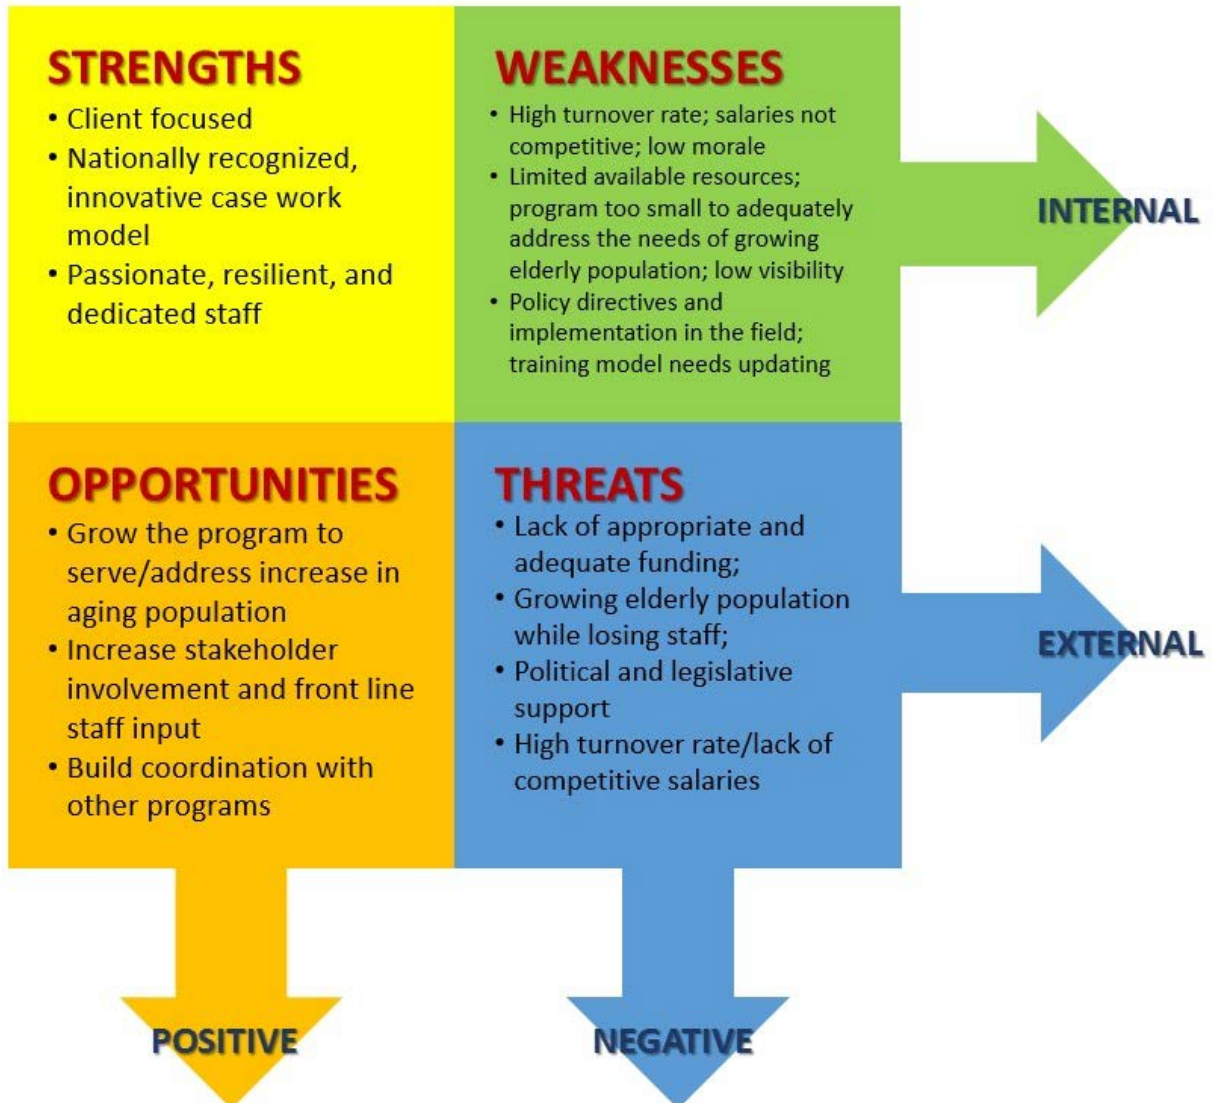 STRENGTHS
• Client focused
• Nationally recognized,
innovative case work
model
• Passionate, resilient, and
dedicated staff
WEAKNESSES
• High turnover rate; salaries not
competitive; low morale
• Limited available resources;
program too small to adequately
address the needs of growing
elderly population; low visibility
• Policy directives and
implementation in the field;
training model needs updating
INTERNAL
OPPORTUNITIES
• Grow the program to
serve/address increase in
aging population
• Increase stakeholder
involvement and front line
staff input
• Build coordination with
other programs
THREATS
• Lack of appropriate and
adequate funding;
• Growing elderly population
while losing staff;
• Political and legislative
support
• High turnover rate/lack of
competitive salaries
EXTERNAL
POSITIVE
NEGATIVE